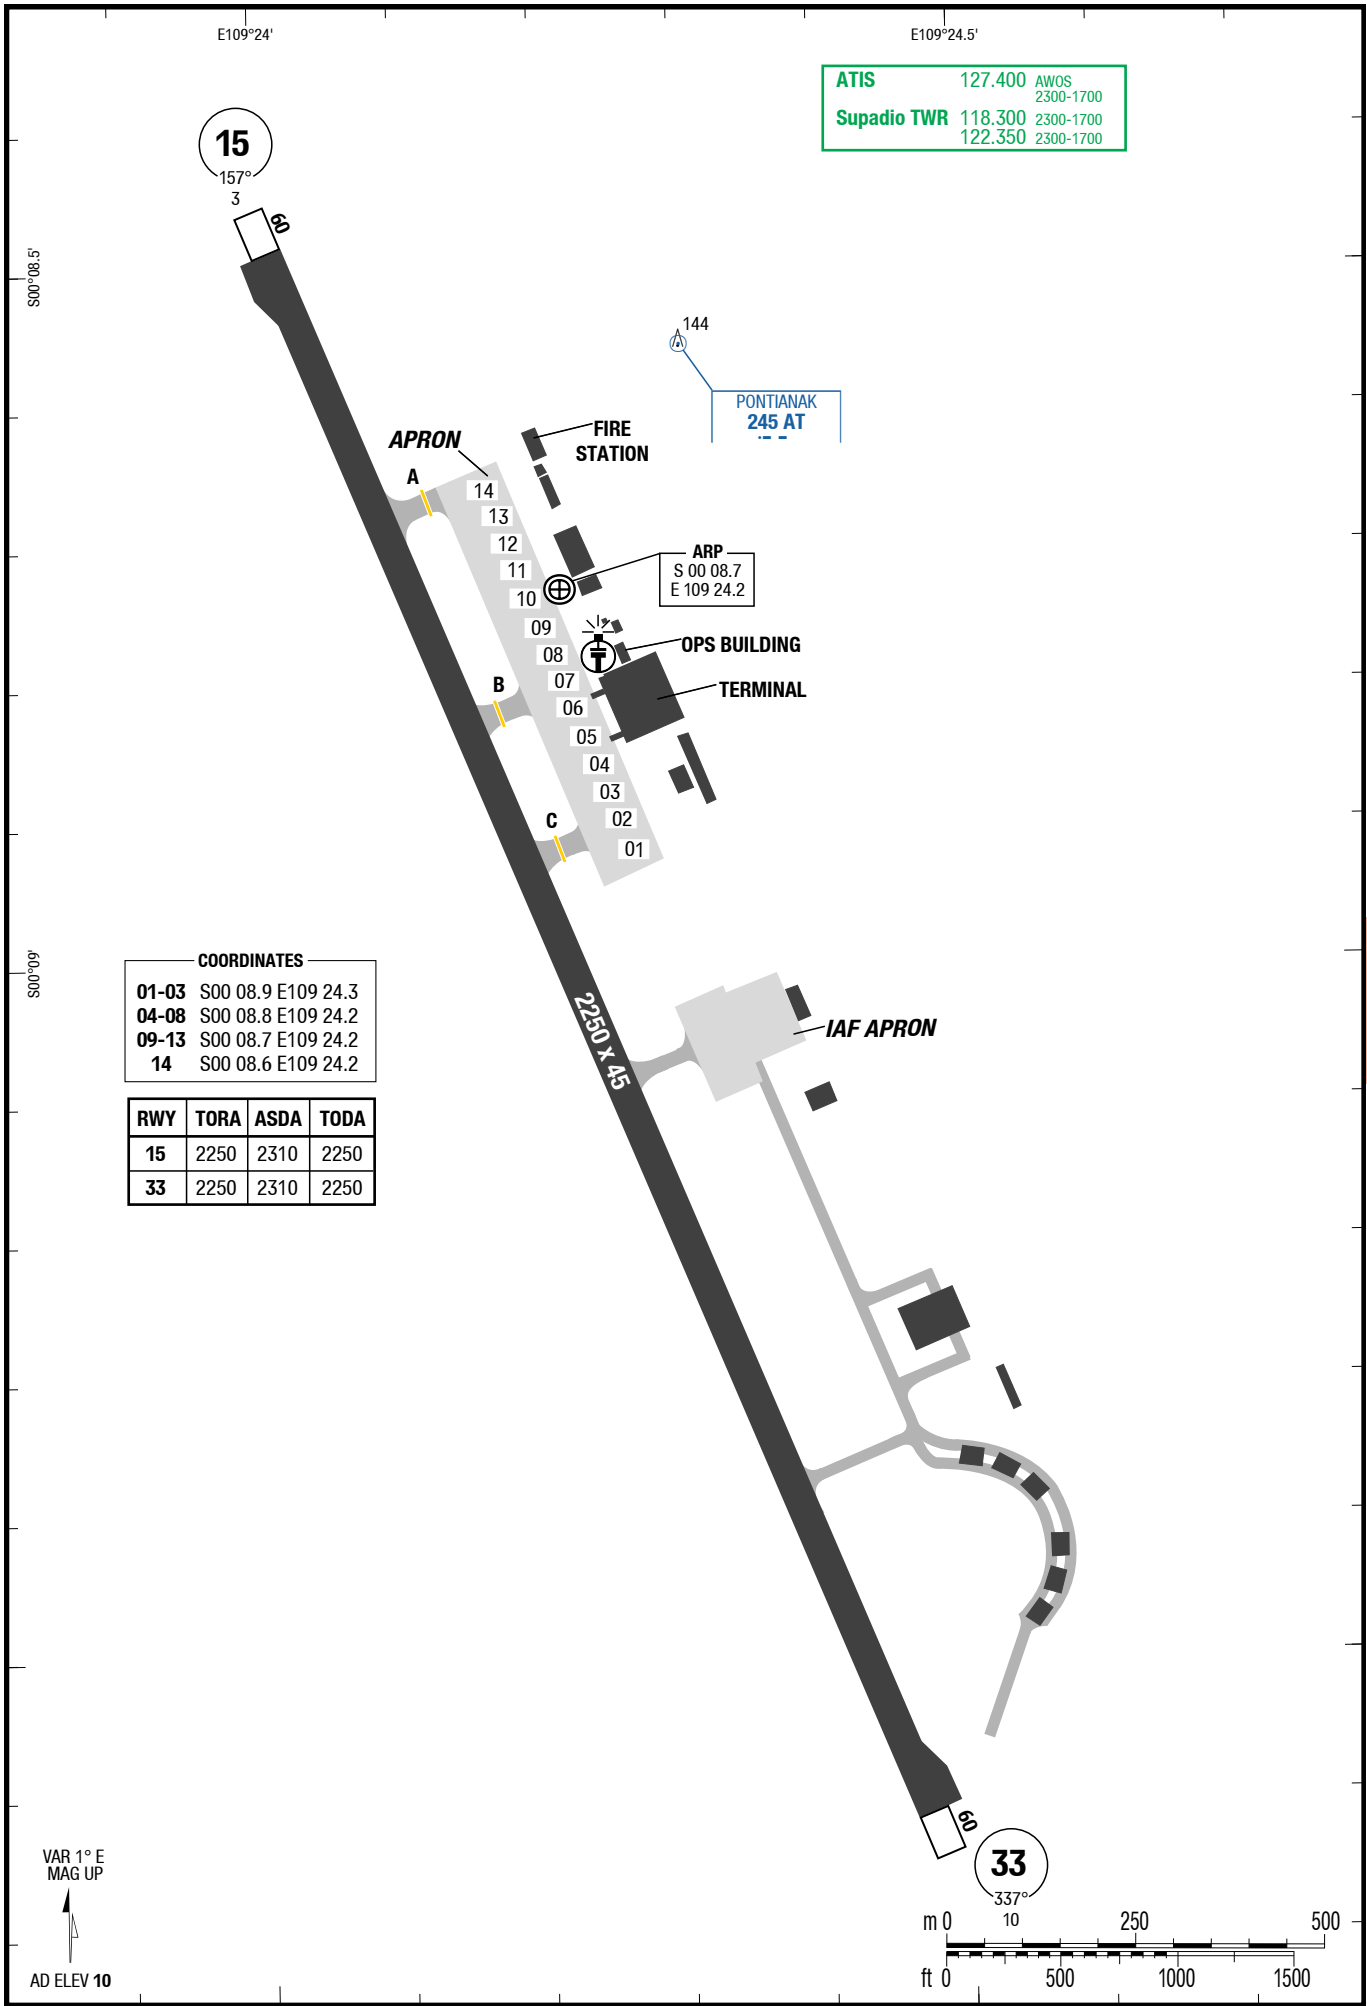 E109°24'
E109°24.5'
ATIS 127.400 AWOS
2300-1700
Supadio TWR 118.300 2300-1700
122.350 2300-1700
15
157°
3
60
S00°08.5'
144
PONTIANAK
245 AT
FIRE
STATION
APRON
A
14
13
12
11
10
09
08
07
06
05
04
03
02
01
ARP
S 00 08.7
E 109 24.2
OPS BUILDING
TERMINAL
B
C
S00°09'
COORDINATES
01-03 S00 08.9 E109 24.3
04-08 S00 08.8 E109 24.2
09-13 S00 08.7 E109 24.2
14 S00 08.6 E109 24.2
2250 x 45
IAF APRON
RWY TORA ASDA TODA
15 2250 2310 2250
33 2250 2310 2250
60
33
337°
10
VAR 1° E
MAG UP
AD ELEV 10
m 0 250 500
ft 0 500 1000 1500